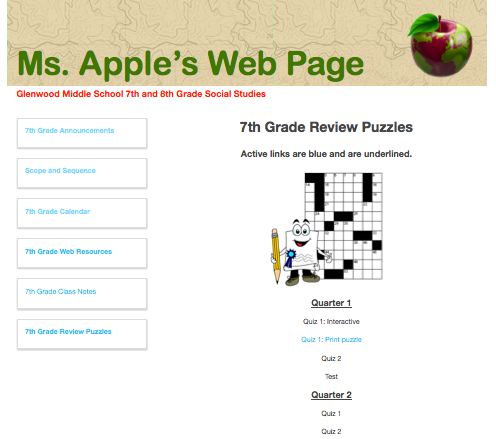 Ms. Apple's Web Page
Glenwood Middle School 7th and 8th Grade Social Studies
7th Grade Announcements
Scope and Sequence
7th Grade Calendar
7th Grade Web Resources
7th Grade Class Notes
7th Grade Review Puzzles
7th Grade Review Puzzles
Active links are blue and are underlined.
Quarter 1
Quiz 1: Interactive
Quiz 1: Print puzzle
Quiz 2
Test
Quarter 2
Quiz 1
Quiz 2